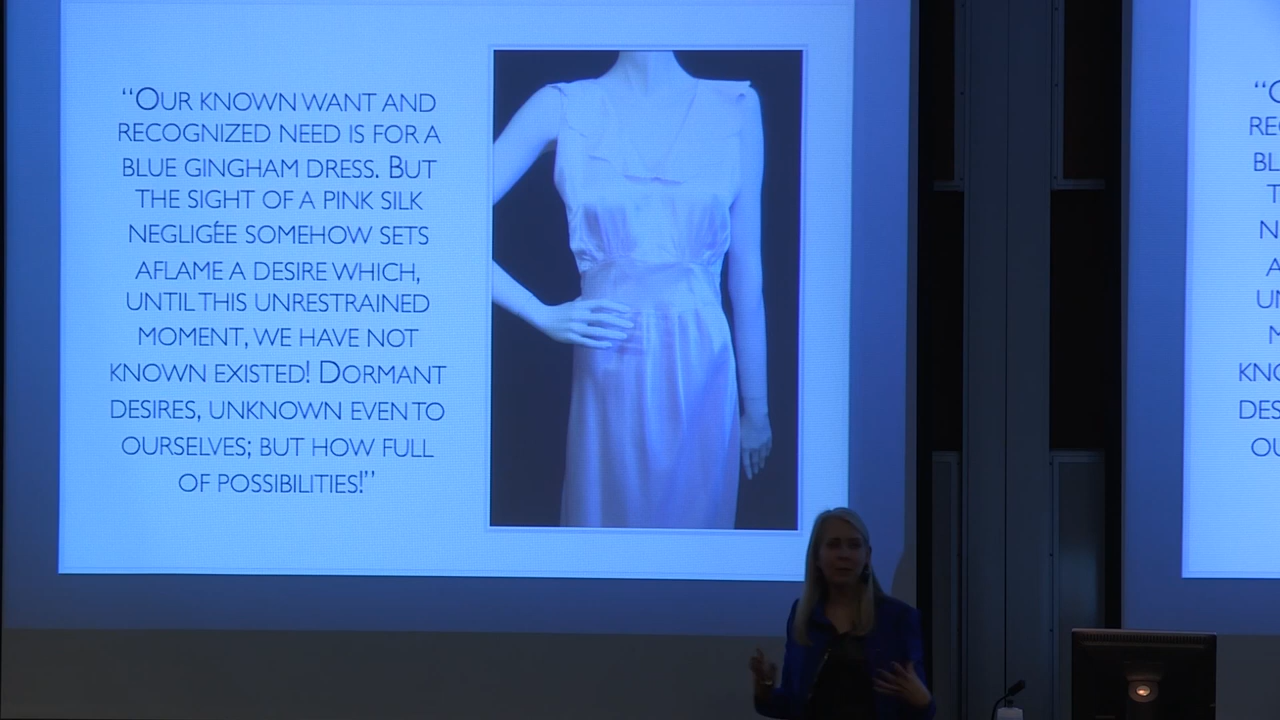 “OUR KNOWN WANT AND
RECOGNIZED NEED IS FOR A
BLUE GINGHAM DRESS. BUT
THE SIGHT OF A PINK SILK
NEGLIGÉE SOMEHOW SETS
AFLAME A DESIRE WHICH,
UNTIL THIS UNRESTRAINED
MOMENT, WE HAVE NOT
KNOWN EXISTED! DORMANT
DESIRES, UNKNOWN EVEN TO
OURSELVES; BUT HOW FULL
OF POSSIBILITIES!”